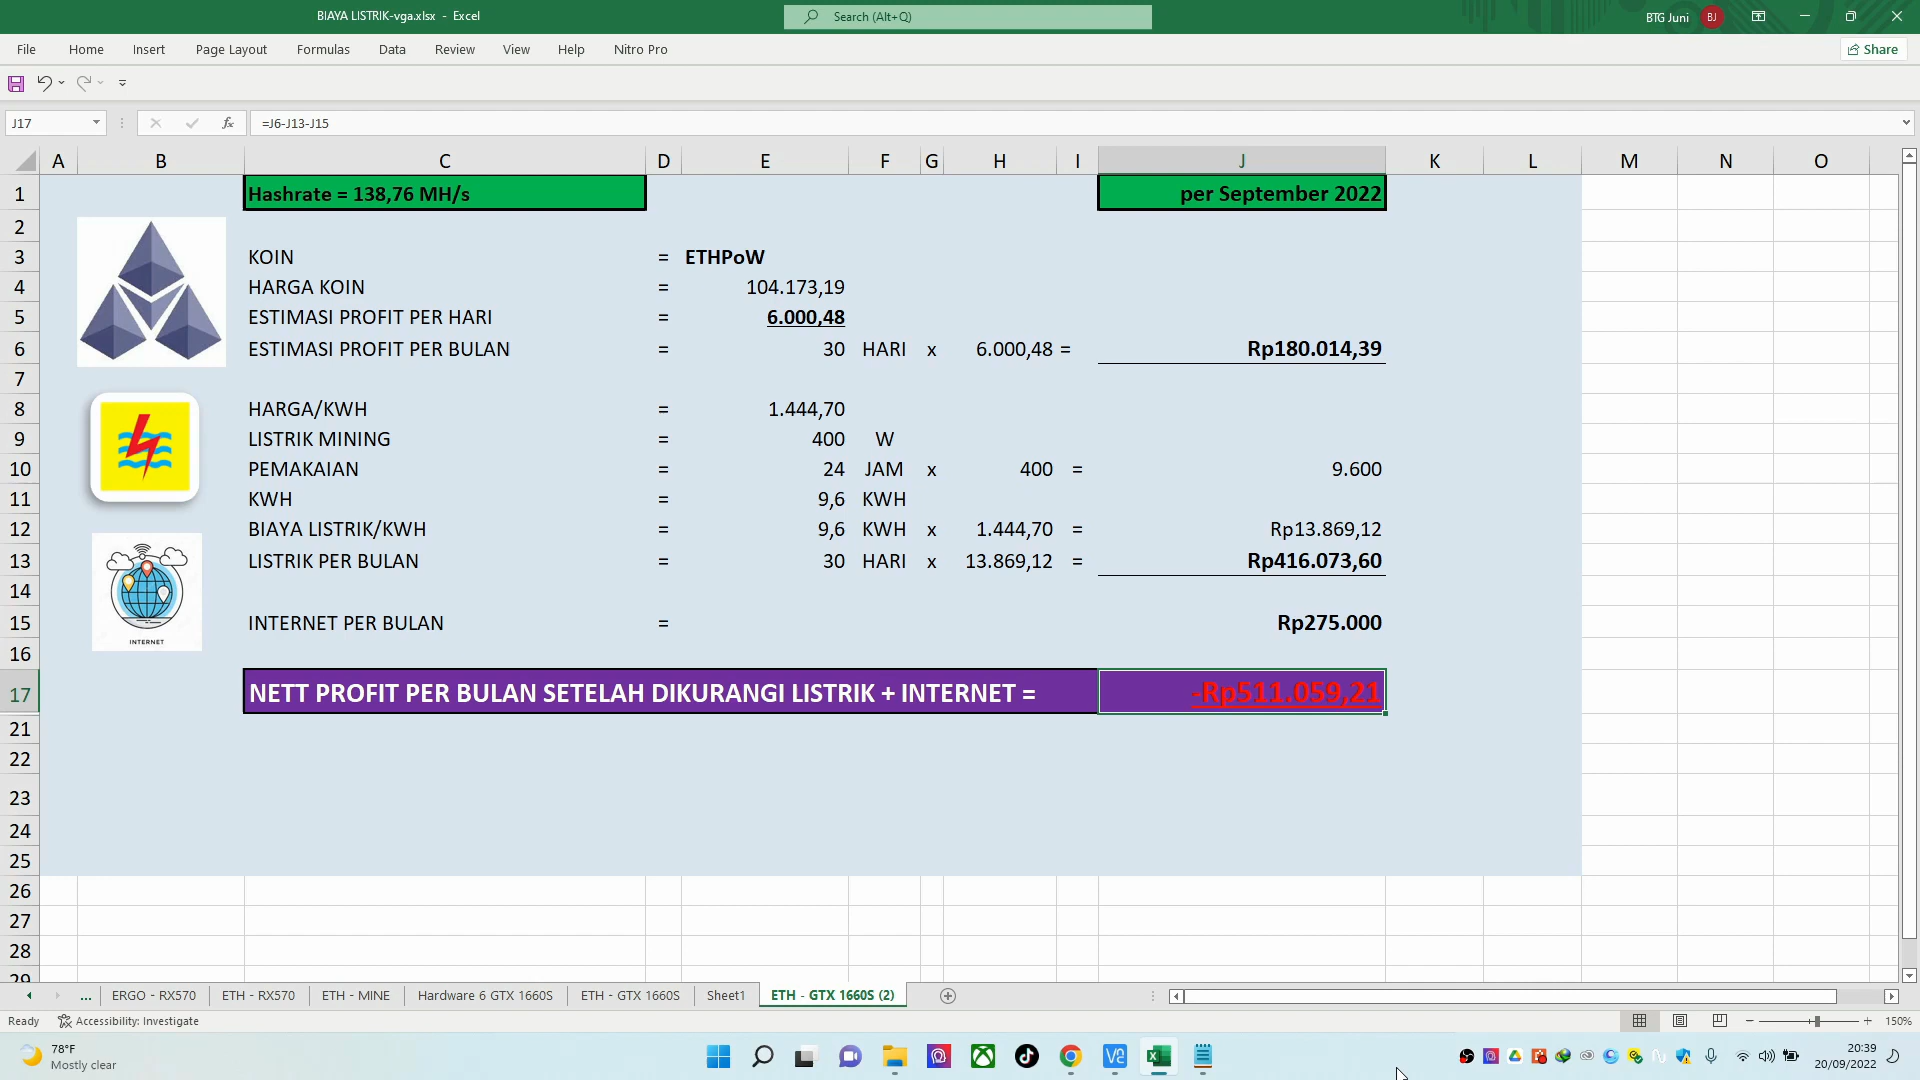 BIAYA LISTRIK-vga.xlsx - Excel
Search (Alt+Q)
BTG Juni BJ
File Home Insert Page Layout Formulas Data Review View Help Nitro Pro
Share
J17 =J6-J13-J15
A B C D E F G H I J K L M N O
1 Hashrate = 138,76 MH/s per September 2022
2
3 KOIN = ETHPoW
4 HARGA KOIN = 104.173,19
5 ESTIMASI PROFIT PER HARI = 6.000,48
6 ESTIMASI PROFIT PER BULAN = 30 HARI x 6.000,48 = Rp180.014,39
7
8 HARGA/KWH = 1.444,70
9 LISTRIK MINING = 400 W
10 PEMAKAIAN = 24 JAM x 400 = 9.600
11 KWH = 9,6 KWH
12 BIAYA LISTRIK/KWH = 9,6 KWH x 1.444,70 = Rp13.869,12
13 LISTRIK PER BULAN = 30 HARI x 13.869,12 = Rp416.073,60
14
INTERNET
15 INTERNET PER BULAN = Rp275.000
16
17 NETT PROFIT PER BULAN SETELAH DIKURANGI LISTRIK + INTERNET = -Rp511.059,21
21
22
23
24
25
26
27
28
29
... ERGO - RX570 ETH - RX570 ETH - MINE Hardware 6 GTX 1660S ETH - GTX 1660S Sheet1 ETH - GTX 1660S (2)
Ready Accessibility: Investigate 150%
78°F
Mostly clear
20:39
20/09/2022